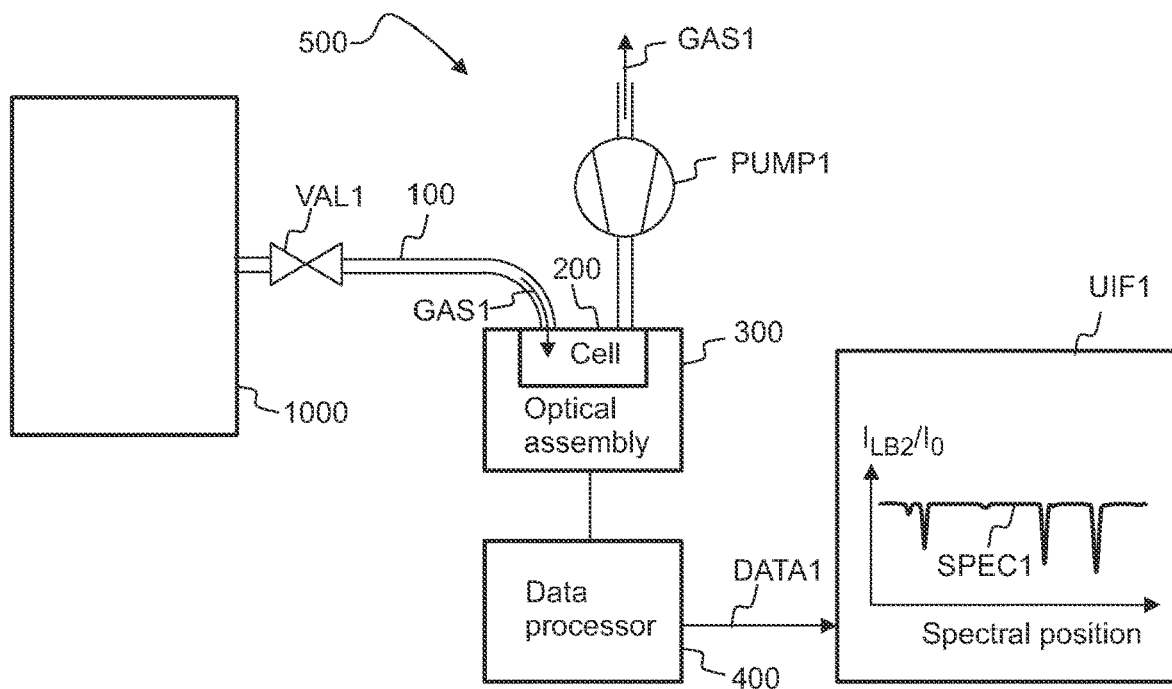 500
GAS1
PUMP1
VAL1
100
200
GAS1
Cell
300
UIF1
1000
Optical
assembly
I_LB2/I_0
SPEC1
DATA1
Data
processor
Spectral position
400